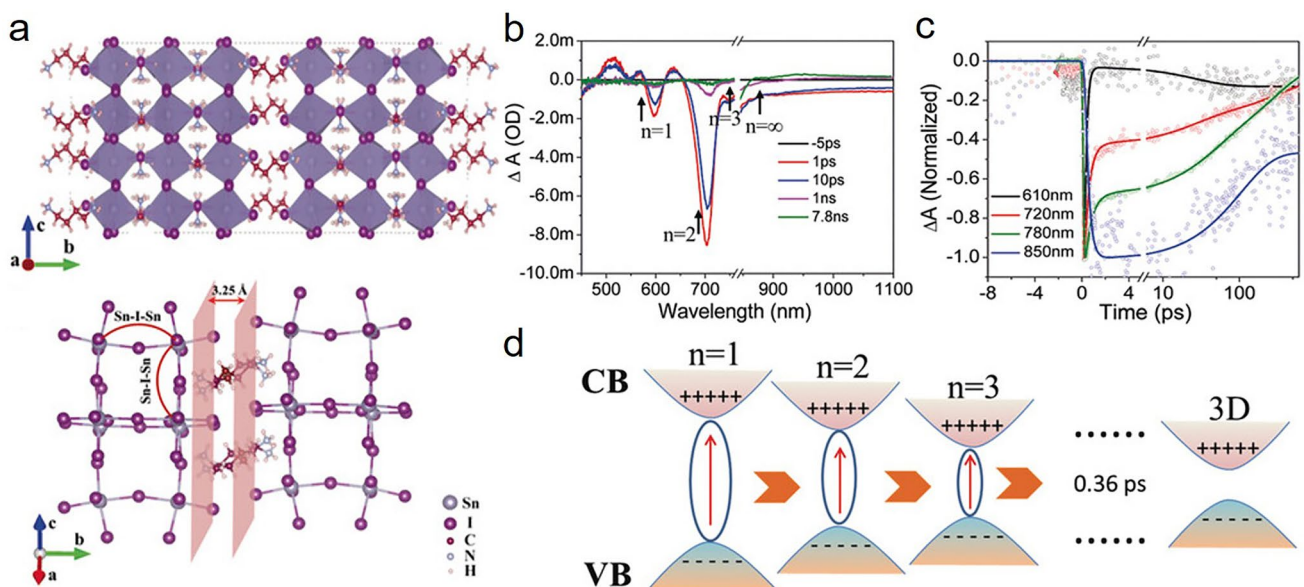 a
c
a
b
3.25 Å
Sn-I-Sn
Sn-I-Sn
c
b
a
Sn
I
C
N
H
b
2.0m
0.0
-2.0m
-4.0m
-6.0m
-8.0m
-10.0m
Δ A (OD)
n=1
n=2
n=3
n=∞
-5ps
1ps
10ps
1ns
7.8ns
450 500 600 700 900 1000 1100
Wavelength (nm)
c
0.0
-0.2
-0.4
-0.6
-0.8
-1.0
ΔA (Normalized)
610nm
720nm
780nm
850nm
-8 -4 0 4 10 100
Time (ps)
d
CB
n=1
n=2
n=3
3D
+++++
+++++
+++++
+++++
......
0.36 ps
......
- - - - -
- - - - -
- - - - -
- - - - -
VB